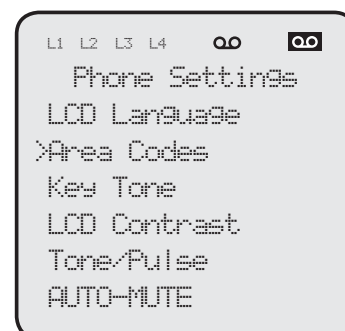 L1 L2 L3 L4
Phone Settings
LCD Language
>Area Codes
Key Tone
LCD Contrast
Tone/Pulse
AUTO-MUTE